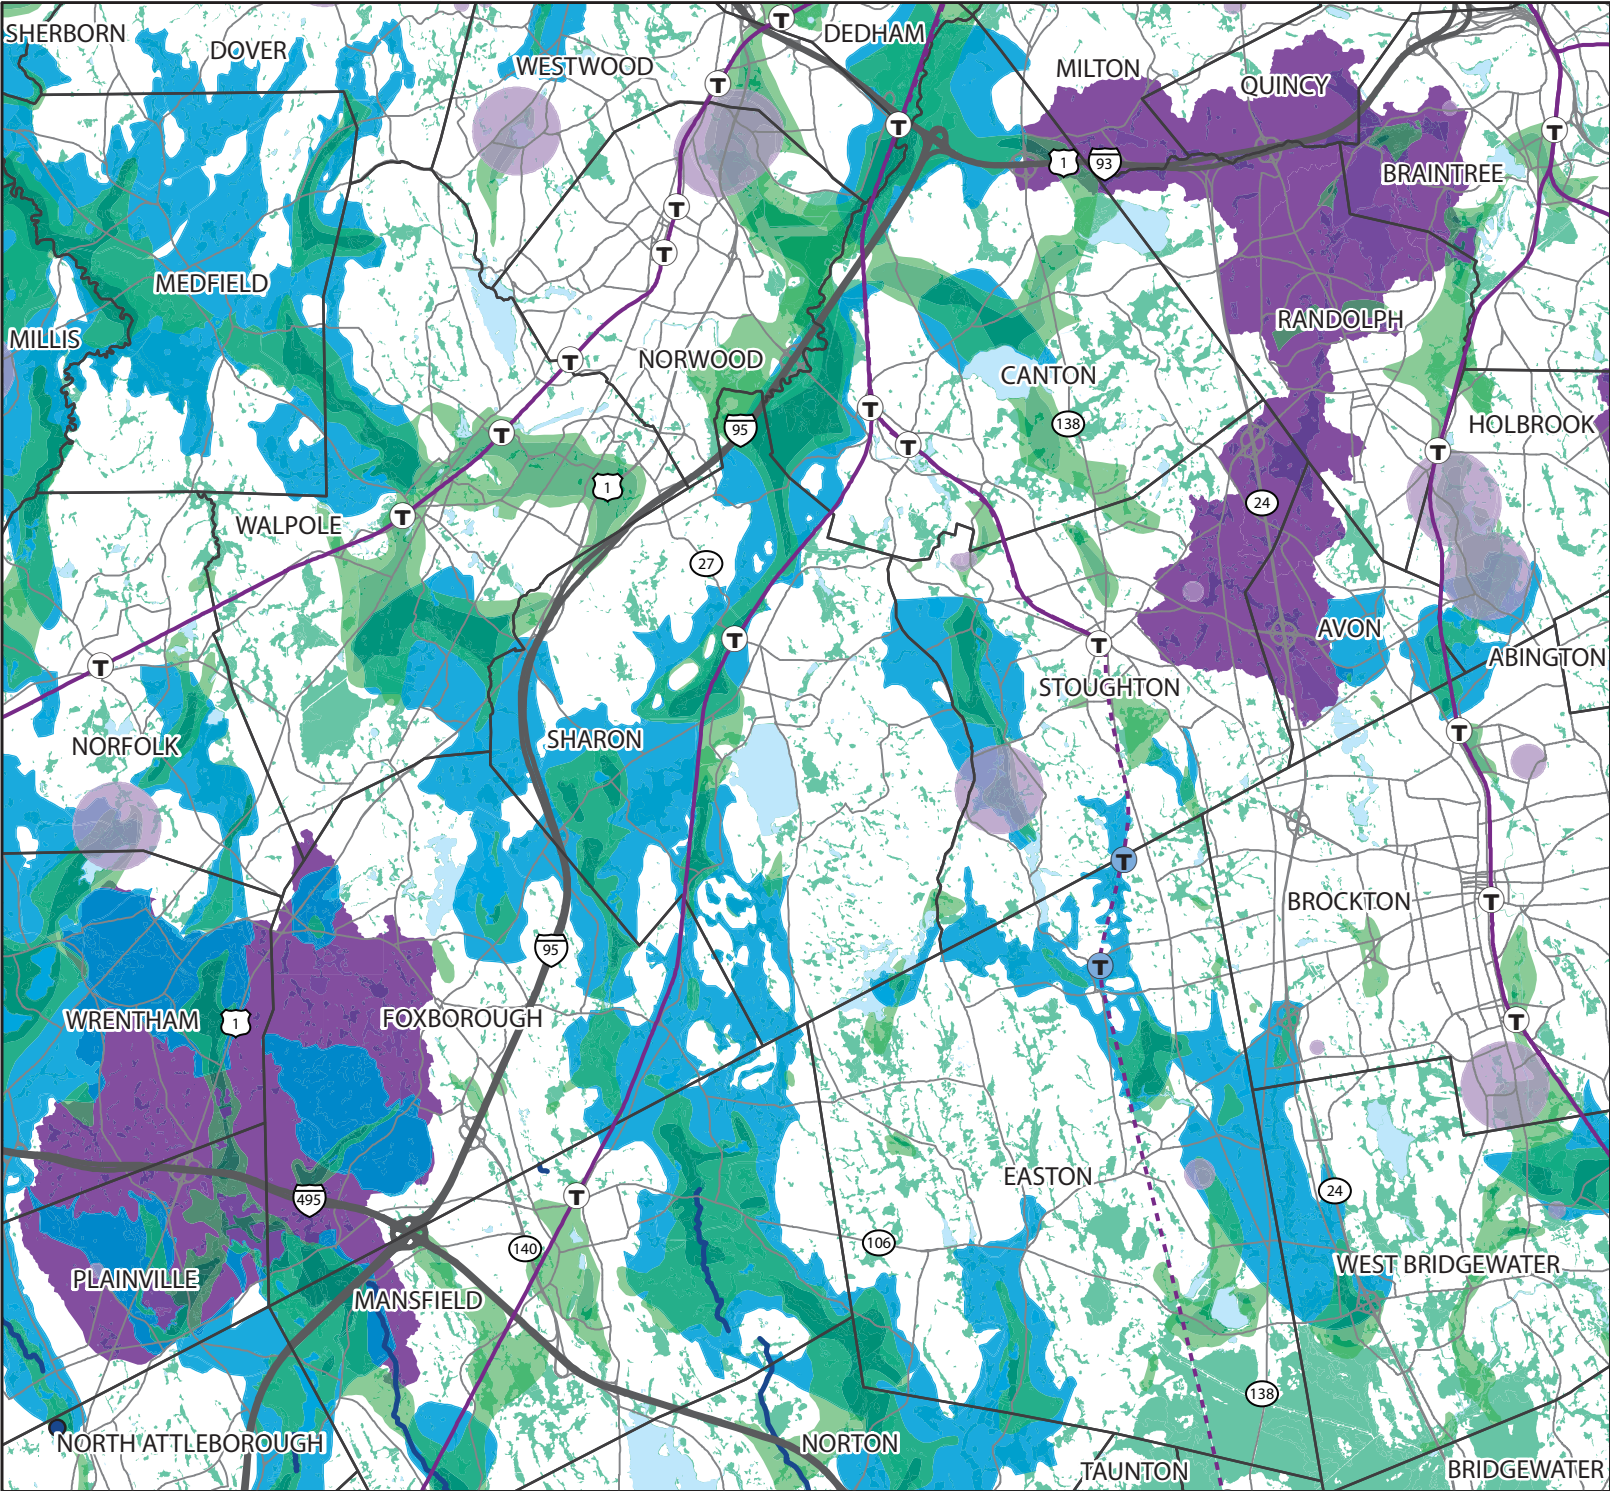 SHERBORN
DOVER
WESTWOOD
T
DEDHAM
MILTON
QUINCY
T
T
T
1
93
BRAINTREE
T
T
MEDFIELD
MILLIS
T
NORWOOD
RANDOLPH
CANTON
T
138
HOLBROOK
T
95
T
T
1
24
WALPOLE
T
27
T
T
AVON
ABINGTON
T
STOUGHTON
NORFOLK
SHARON
T
T
BROCKTON
T
95
T
WRENTHAM
1
FOXBOROUGH
T
EASTON
495
T
24
140
106
PLAINVILLE
WEST BRIDGEWATER
MANSFIELD
138
NORTH ATTLEBOROUGH
NORTON
TAUNTON
BRIDGEWATER